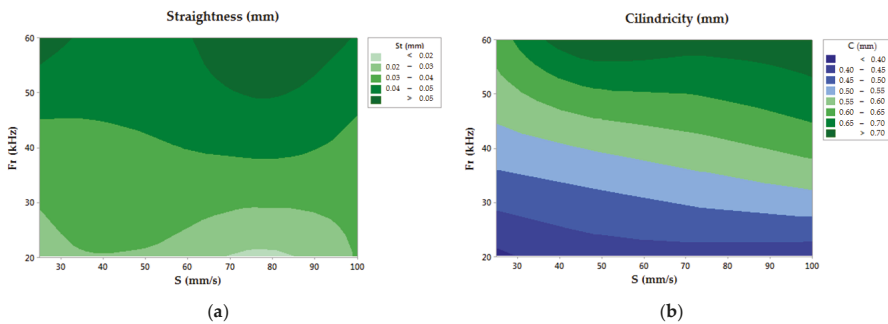 Straightness (mm)
60
50
40
30
20
Fr (kHz)
30 40 50 60 70 80 90 100
S (mm/s)
St (mm)
< 0.02
0.02 – 0.03
0.03 – 0.04
0.04 – 0.05
> 0.05
(a)
Cilindricity (mm)
60
50
40
30
20
Fr (kHz)
30 40 50 60 70 80 90 100
S (mm/s)
C (mm)
< 0.40
0.40 – 0.45
0.45 – 0.50
0.50 – 0.55
0.55 – 0.60
0.60 – 0.65
0.65 – 0.70
> 0.70
(b)